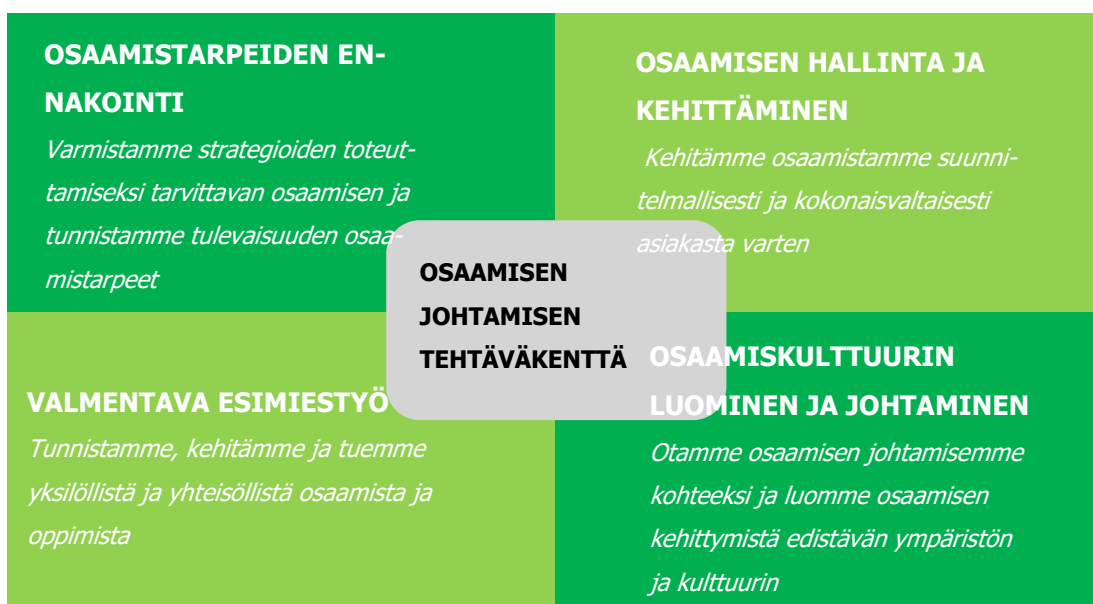 OSAAMISTARPEIDEN EN-
NAKOINTI
Varmistamme strategioiden toteut-
tamiseksi tarvittavan osaamisen ja
tunnistamme tulevaisuuden osaa-
mistarpeet
OSAAMISEN HALLINTA JA
KEHITTÄMINEN
Kehitämme osaamistamme suunni-
telmallisesti ja kokonaisvaltaisesti
asiakasta varten
OSAAMISEN
JOHTAMISEN
TEHTÄVÄKENTTÄ
VALMENTAVA ESIMIESTYÖ
Tunnistamme, kehitämme ja tuemme
yksilöllistä ja yhteisöllistä osaamista ja
oppimista
OSAAMISKULTTUURIN
LUOMINEN JA JOHTAMINEN
Otamme osaamisen johtamisemme
kohteeksi ja luomme osaamisen
kehittymistä edistävän ympäristön
ja kulttuurin